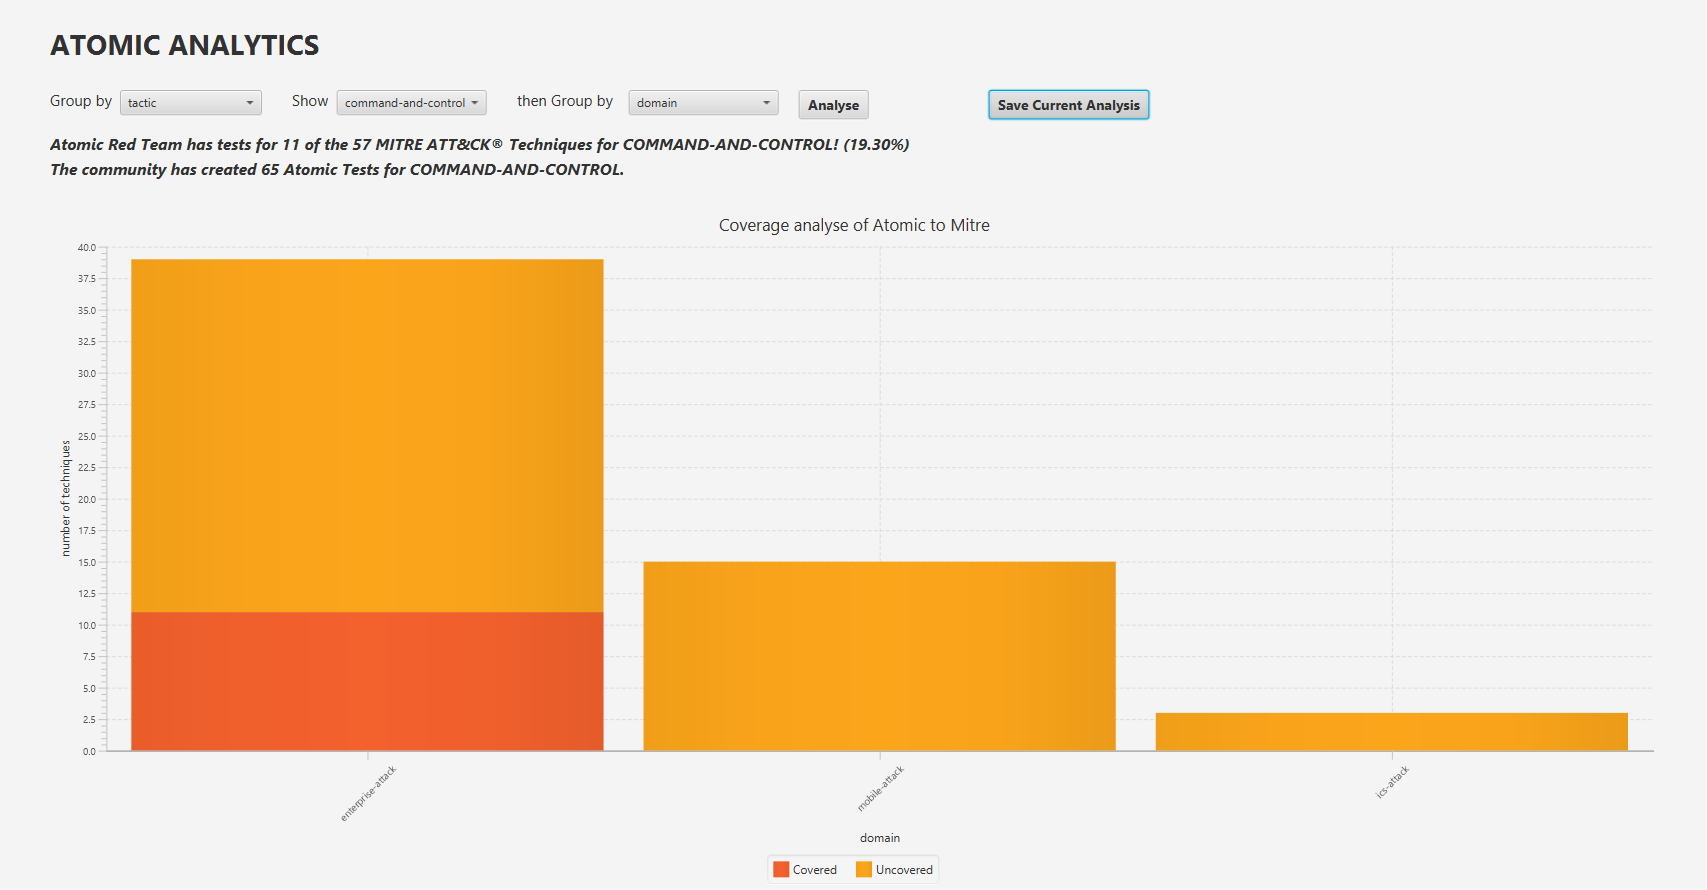 ATOMIC ANALYTICS
Group by tactic Show command-and-control then Group by domain Analyse Save Current Analysis
Atomic Red Team has tests for 11 of the 57 MITRE ATT&CK® Techniques for COMMAND-AND-CONTROL! (19.30%)
The community has created 65 Atomic Tests for COMMAND-AND-CONTROL.
Coverage analyse of Atomic to Mitre
40.0
37.5
35.0
32.5
30.0
27.5
25.0
22.5
20.0
17.5
15.0
12.5
10.0
7.5
5.0
2.5
0.0
number of techniques
enterprise-attack mobile-attack ics-attack
domain
Covered Uncovered